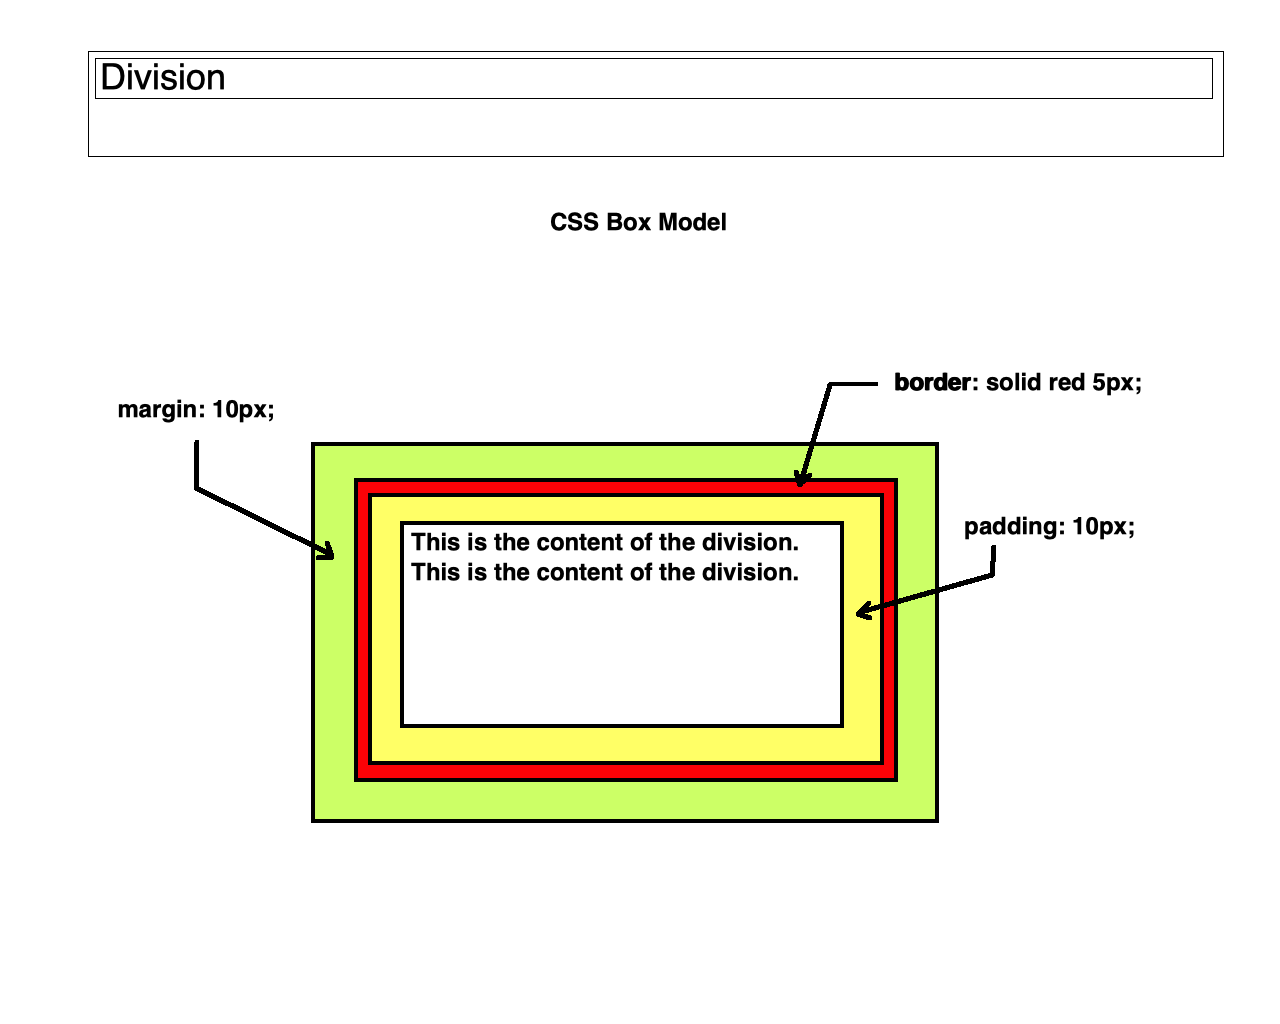 Division
CSS Box Model
border: solid red 5px;
margin: 10px;
padding: 10px;
This is the content of the division.
This is the content of the division.